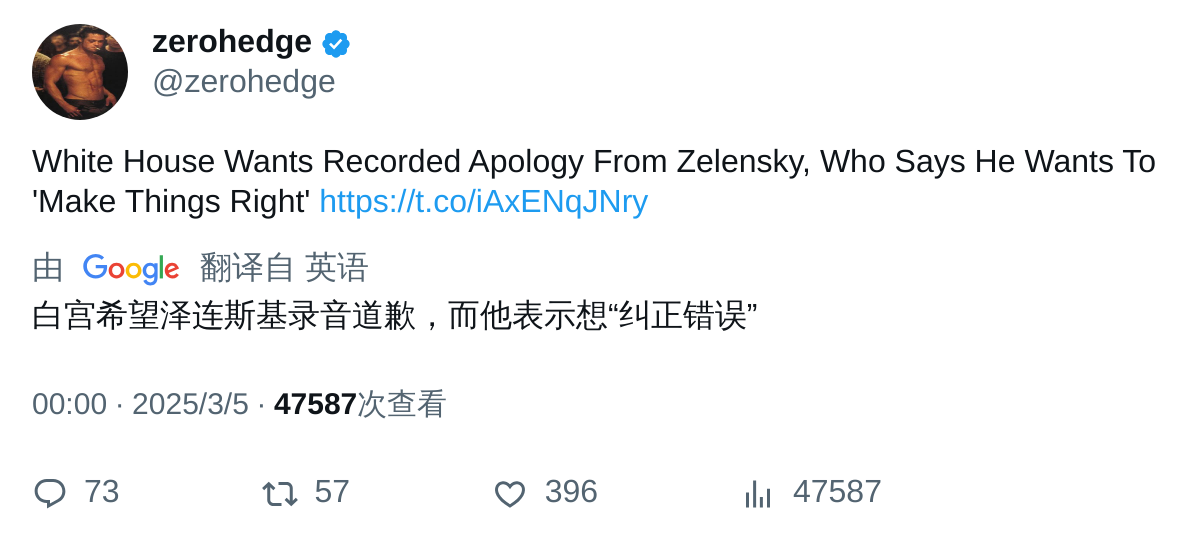 zerohedge
@zerohedge
White House Wants Recorded Apology From Zelensky, Who Says He Wants To
'Make Things Right' https://t.co/iAxENqJNry
由 Google 翻译自 英语
白宫希望泽连斯基录音道歉，而他表示想“纠正错误”
00:00 · 2025/3/5 · 47587次查看
73 57 396 47587